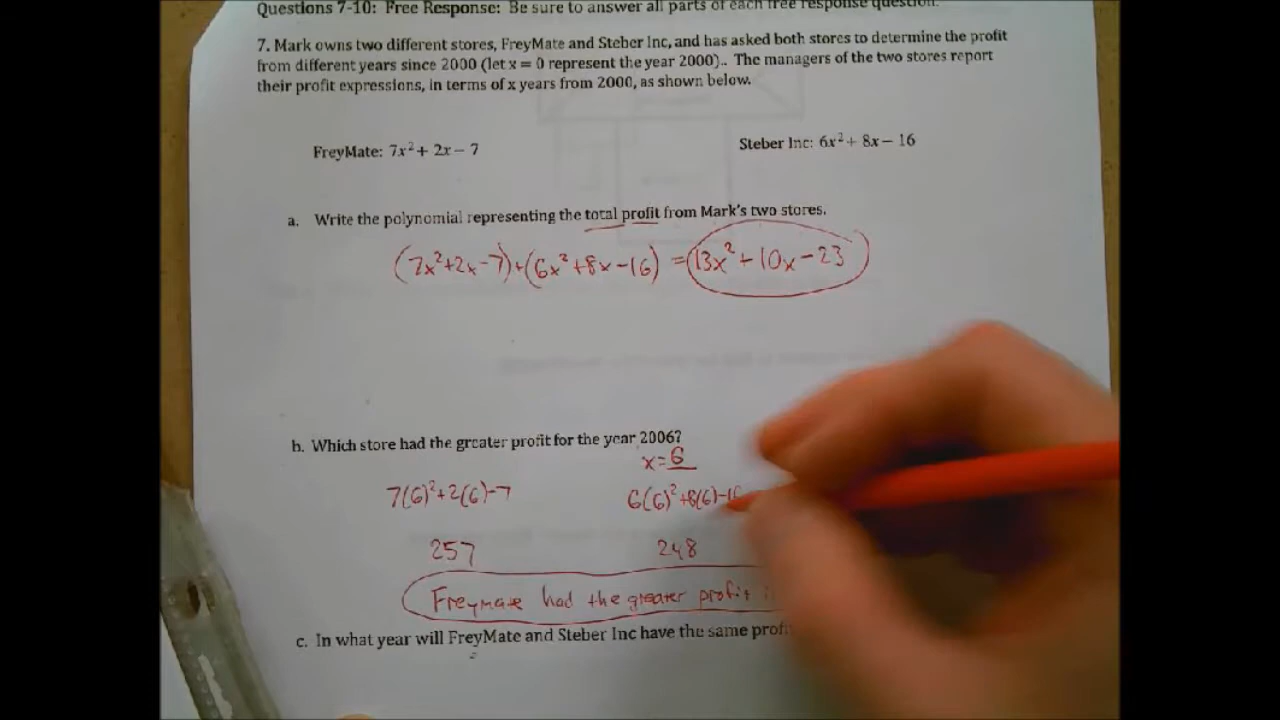 Questions 7-10: Free Response: Be sure to answer all parts of each free response question.
7. Mark owns two different stores, FreyMate and Steber Inc, and has asked both stores to determine the profit
from different years since 2000 (let x = 0 represent the year 2000).. The managers of the two stores report
their profit expressions, in terms of x years from 2000, as shown below.
FreyMate: 7x² + 2x – 7 Steber Inc: 6x² + 8x – 16
a. Write the polynomial representing the total profit from Mark's two stores.
(7x²+2x-7)+(6x²+8x-16) = 13x²+10x-23
b. Which store had the greater profit for the year 2006?
x=6
7(6)²+2(6)-7 6(6)²+8(6)-16
257 248
Freymate had the greater profit
c. In what year will FreyMate and Steber Inc have the same